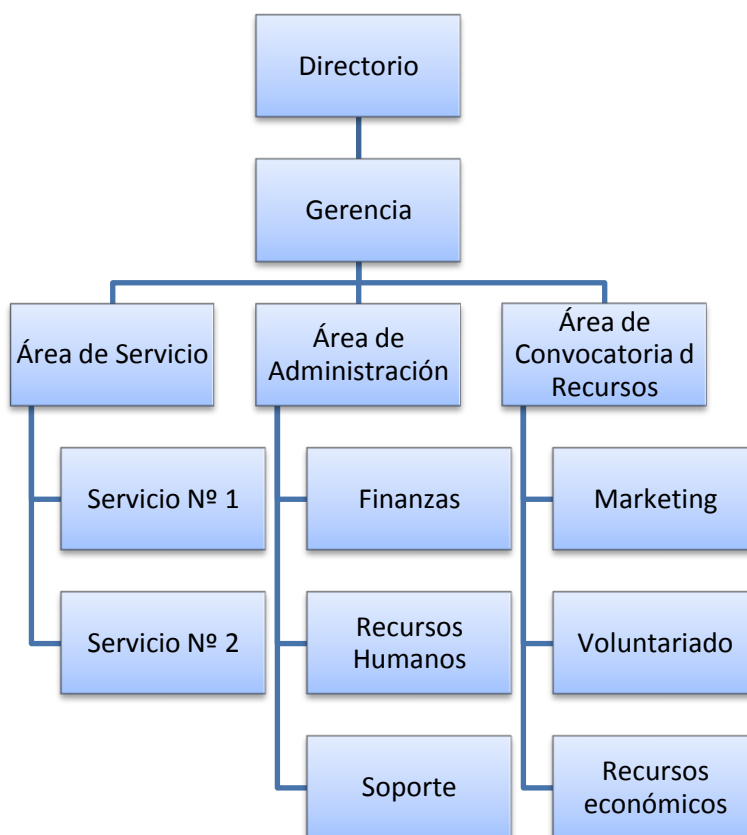 Directorio
Gerencia
Área de Servicio
Área de
Administración
Área de
Convocatoria d
Recursos
Servicio Nº 1
Finanzas
Marketing
Servicio Nº 2
Recursos
Humanos
Voluntariado
Soporte
Recursos
económicos